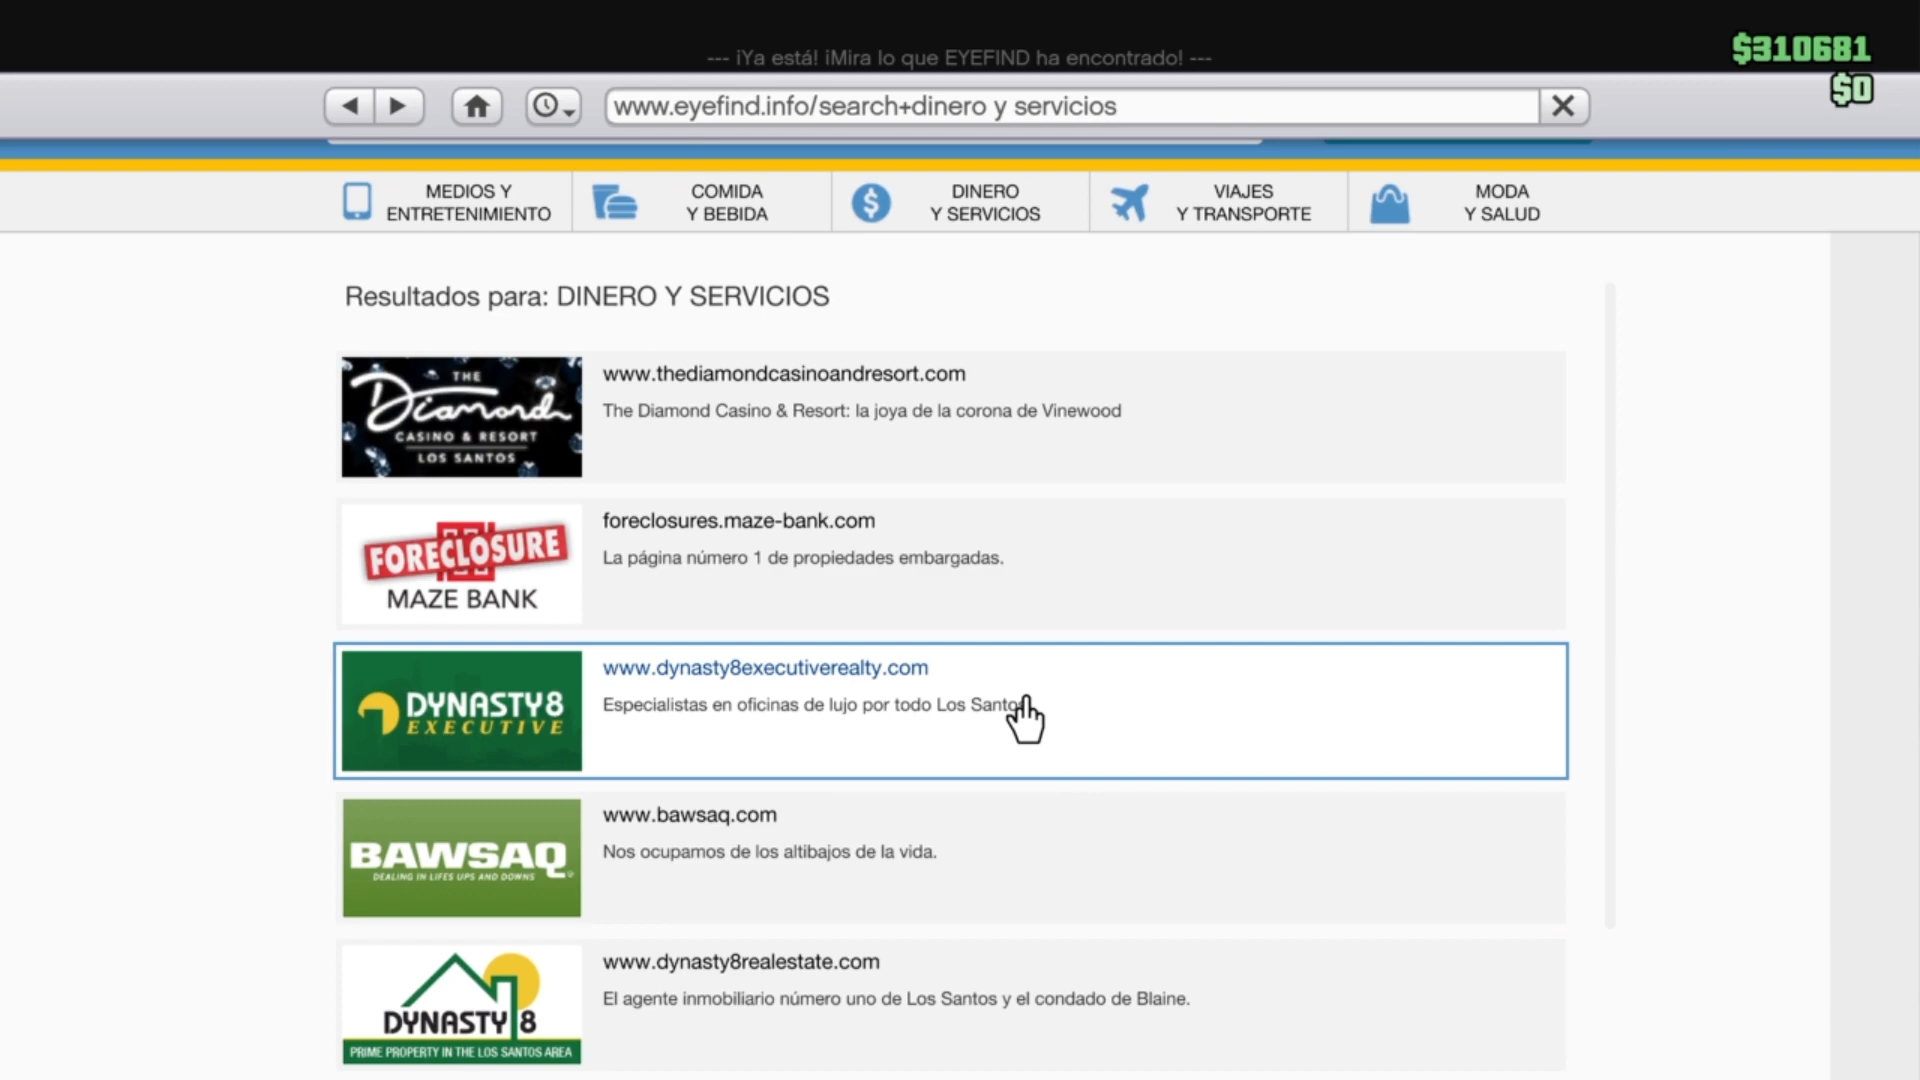 --- ¡Ya está! ¡Mira lo que EYEFIND ha encontrado! ---
$310681
$0
www.eyefind.info/search+dinero y servicios
MEDIOS Y
ENTRETENIMIENTO
COMIDA
Y BEBIDA
DINERO
Y SERVICIOS
VIAJES
Y TRANSPORTE
MODA
Y SALUD
Resultados para: DINERO Y SERVICIOS
THE
Diamond
CASINO & RESORT
LOS SANTOS
www.thediamondcasinoandresort.com
The Diamond Casino & Resort: la joya de la corona de Vinewood
FORECLOSURE
MAZE BANK
foreclosures.maze-bank.com
La página número 1 de propiedades embargadas.
DYNASTY8
EXECUTIVE
www.dynasty8executiverealty.com
Especialistas en oficinas de lujo por todo Los Santos
BAWSAQ
DEALING IN LIFES UPS AND DOWNS
www.bawsaq.com
Nos ocupamos de los altibajos de la vida.
DYNASTY 8
PRIME PROPERTY IN THE LOS SANTOS AREA
www.dynasty8realestate.com
El agente inmobiliario número uno de Los Santos y el condado de Blaine.